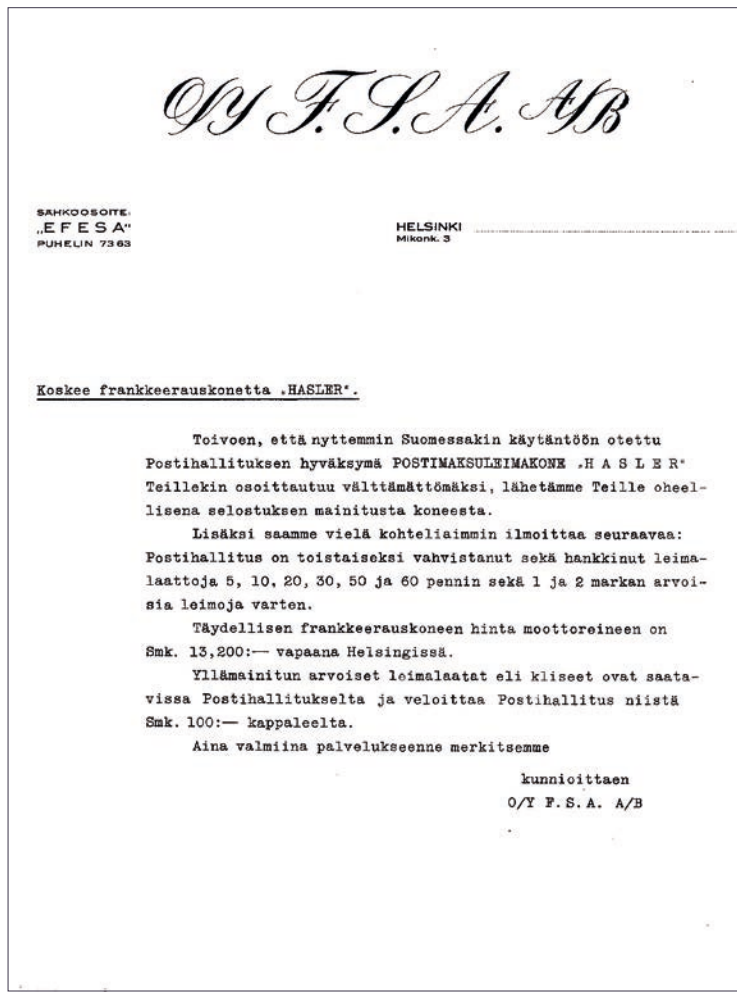 O/Y F.S.A. A/B
SÄHKÖOSOITE:
„EFESA"
PUHELIN 7363
HELSINKI
Mikonk. 3
Koskee frankkeerauskonetta „HASLER".
Toivoen, että nyttemmin Suomessakin käytäntöön otettu
Postihallituksen hyväksymä POSTIMAKSULEIMAKONE „H A S L E R"
Teillekin osoittautuu välttämättömäksi, lähetämme Teille oheel-
lisena selostuksen mainitusta koneesta.
Lisäksi saamme vielä kohteliaimmin ilmoittaa seuraavaa:
Postihallitus on toistaiseksi vahvistanut sekä hankkinut leima-
laattoja 5, 10, 20, 30, 50 ja 60 pennin sekä 1 ja 2 markan arvoi-
sia leimoja varten.
Täydellisen frankkeerauskoneen hinta moottoreineen on
Smk. 13,200:— vapaana Helsingissä.
Yllämainitun arvoiset leimalaatat eli kliseet ovat saata-
vissa Postihallitukselta ja veloittaa Postihallitus niistä
Smk. 100:— kappaleelta.
Aina valmiina palvelukseenne merkitsemme
kunnioittaen
O/Y F.S.A. A/B